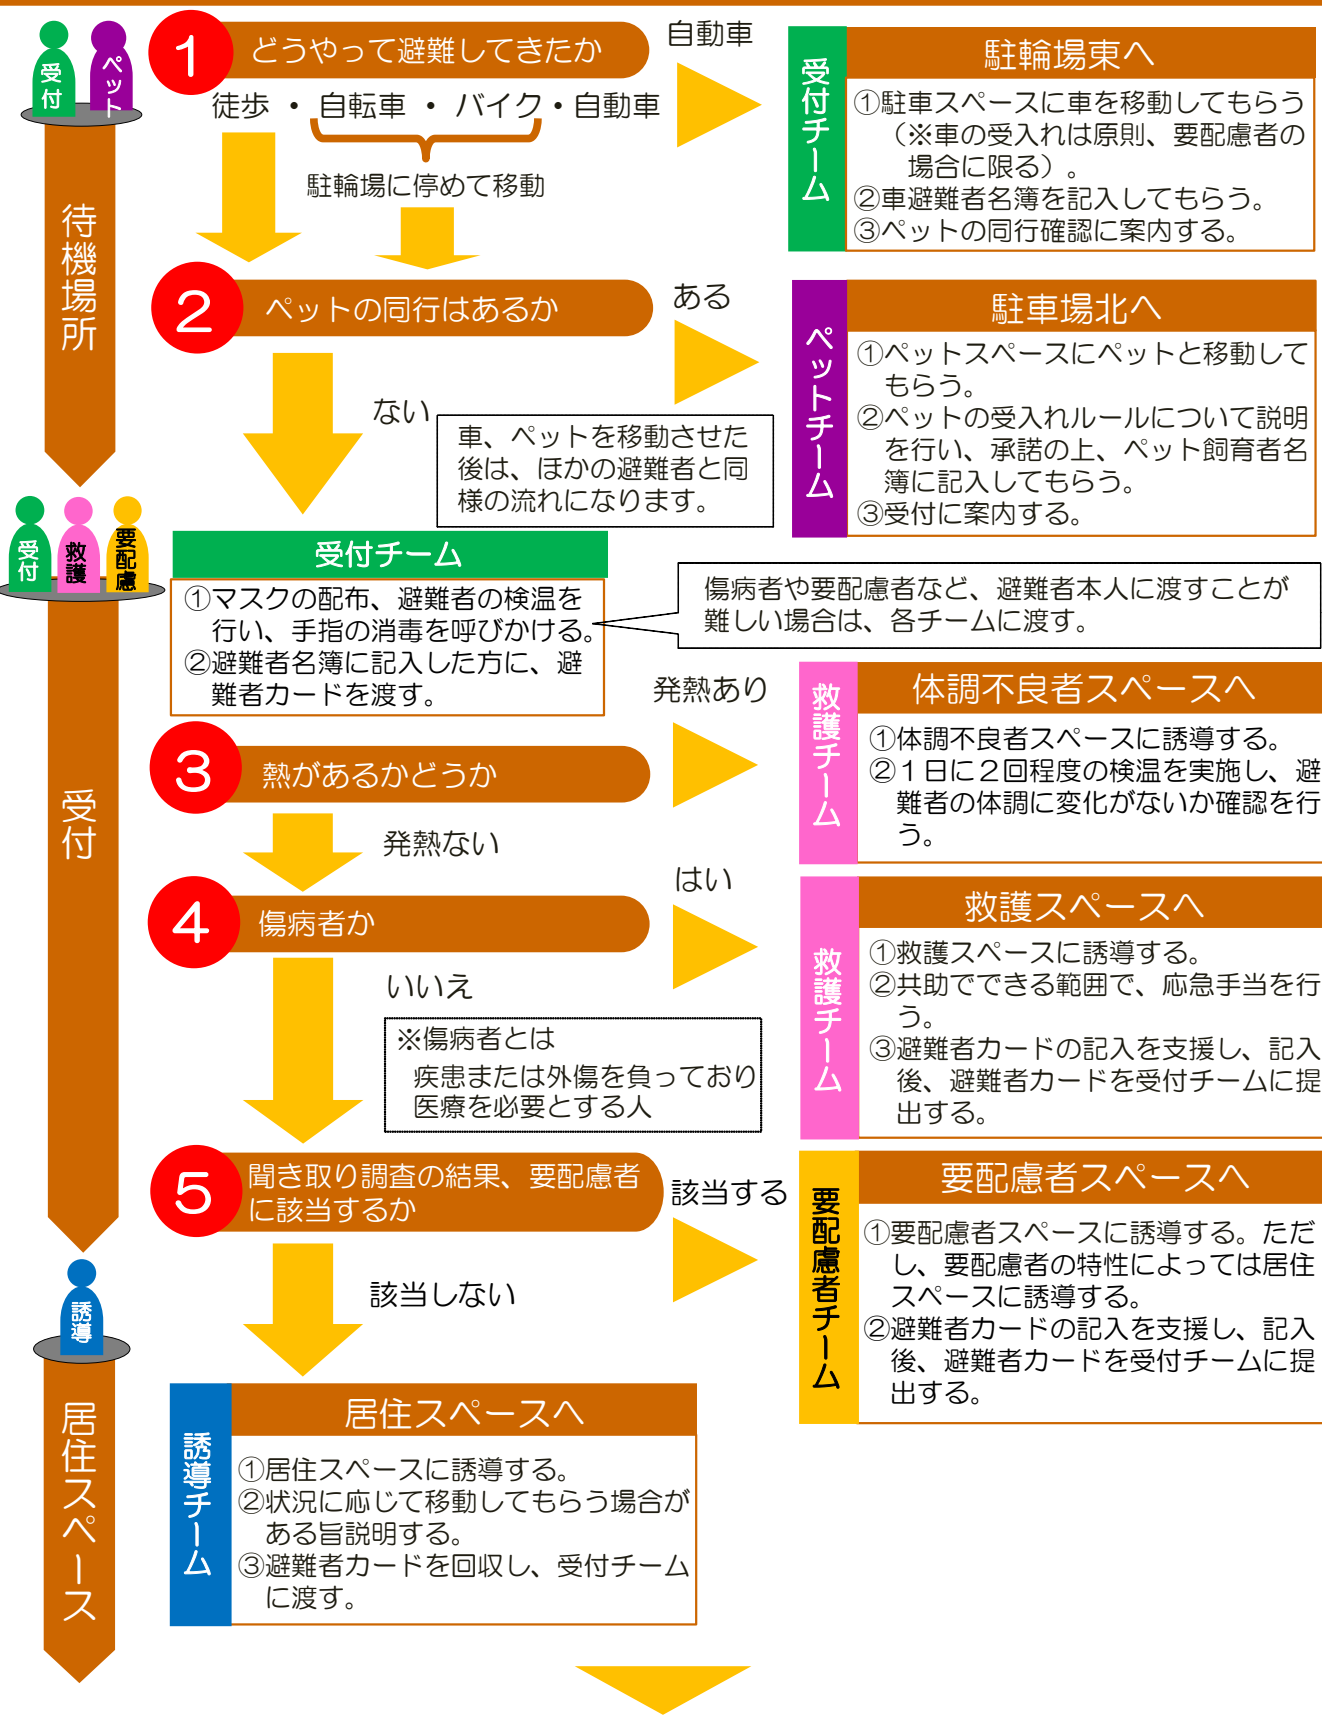 受付
ペット
待機場所
1
どうやって避難してきたか
自動車
徒歩 ・ 自転車 ・ バイク・自動車
駐輪場に停めて移動
受付チーム
駐輪場東へ
①駐車スペースに車を移動してもらう
（※車の受入れは原則、要配慮者の
場合に限る）。
②車避難者名簿を記入してもらう。
③ペットの同行確認に案内する。
2
ペットの同行はあるか
ある
ない
車、ペットを移動させた
後は、ほかの避難者と同
様の流れになります。
ペットチーム
駐車場北へ
①ペットスペースにペットと移動して
もらう。
②ペットの受入れルールについて説明
を行い、承諾の上、ペット飼育者名
簿に記入してもらう。
③受付に案内する。
受付
救護
要配慮
受付
受付チーム
①マスクの配布、避難者の検温を
行い、手指の消毒を呼びかける。
②避難者名簿に記入した方に、避
難者カードを渡す。
傷病者や要配慮者など、避難者本人に渡すことが
難しい場合は、各チームに渡す。
3
熱があるかどうか
発熱あり
発熱ない
救護チーム
体調不良者スペースへ
①体調不良者スペースに誘導する。
②１日に２回程度の検温を実施し、避
難者の体調に変化がないか確認を行
う。
4
傷病者か
はい
いいえ
※傷病者とは
疾患または外傷を負っており
医療を必要とする人
救護チーム
救護スペースへ
①救護スペースに誘導する。
②共助でできる範囲で、応急手当を行
う。
③避難者カードの記入を支援し、記入
後、避難者カードを受付チームに提
出する。
5
聞き取り調査の結果、要配慮者
に該当するか
該当する
該当しない
要配慮者チーム
要配慮者スペースへ
①要配慮者スペースに誘導する。ただ
し、要配慮者の特性によっては居住
スペースに誘導する。
②避難者カードの記入を支援し、記入
後、避難者カードを受付チームに提
出する。
誘導
居住スペース
誘導チーム
居住スペースへ
①居住スペースに誘導する。
②状況に応じて移動してもらう場合が
ある旨説明する。
③避難者カードを回収し、受付チーム
に渡す。